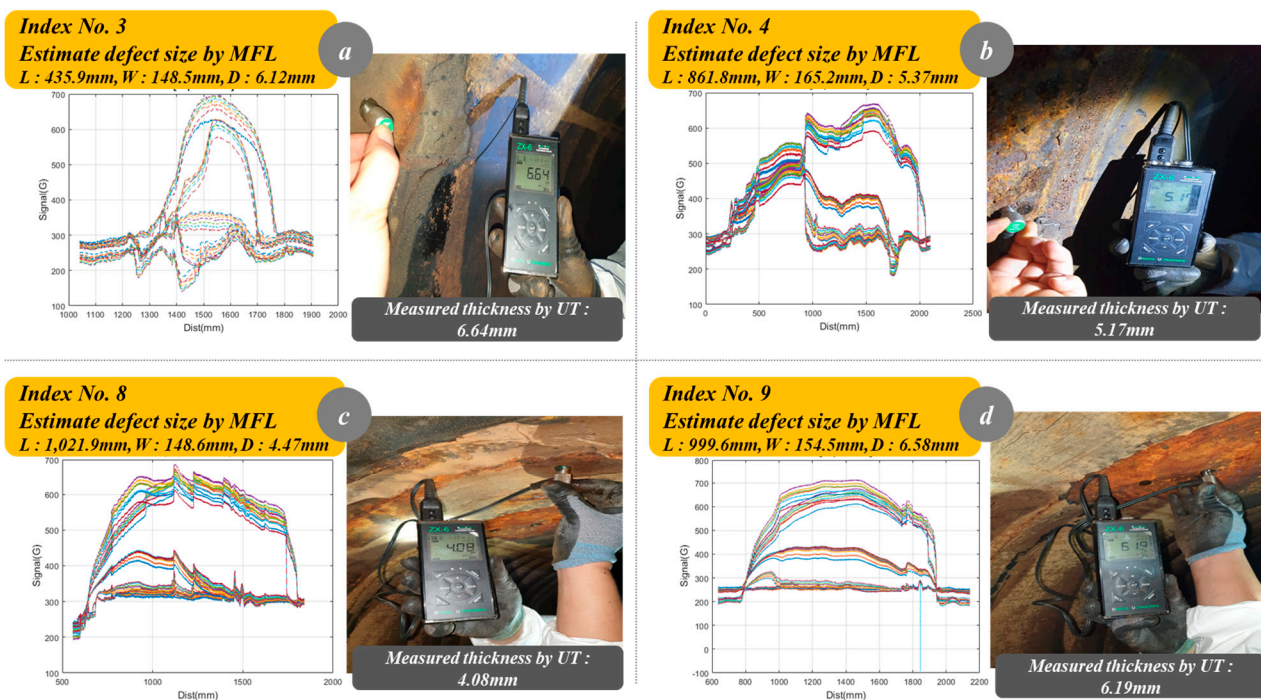 Index No. 3
Estimate defect size by MFL
L : 435.9mm, W : 148.5mm, D : 6.12mm
a
700
600
500
400
300
200
100
1000 1100 1200 1300 1400 1500 1600 1700 1800 1900 2000
Signal(G)
Dist(mm)
ZX-6
6.64
Measured thickness by UT :
6.64mm
Index No. 4
Estimate defect size by MFL
L : 861.8mm, W : 165.2mm, D : 5.37mm
b
700
600
500
400
300
200
100
0 500 1000 1500 2000 2500
Signal(G)
Dist(mm)
ZX-6
5.17
Measured thickness by UT :
5.17mm
Index No. 8
Estimate defect size by MFL
L : 1,021.9mm, W : 148.6mm, D : 4.47mm
c
700
600
500
400
300
200
100
500 1000 1500 2000
Signal(G)
Dist(mm)
ZX-6
4.08
Measured thickness by UT :
4.08mm
Index No. 9
Estimate defect size by MFL
L : 999.6mm, W : 154.5mm, D : 6.58mm
d
800
700
600
500
400
300
200
100
0
-100
600 800 1000 1200 1400 1600 1800 2000 2200
Signal(G)
Dist(mm)
ZX-6
6.19
Measured thickness by UT :
6.19mm